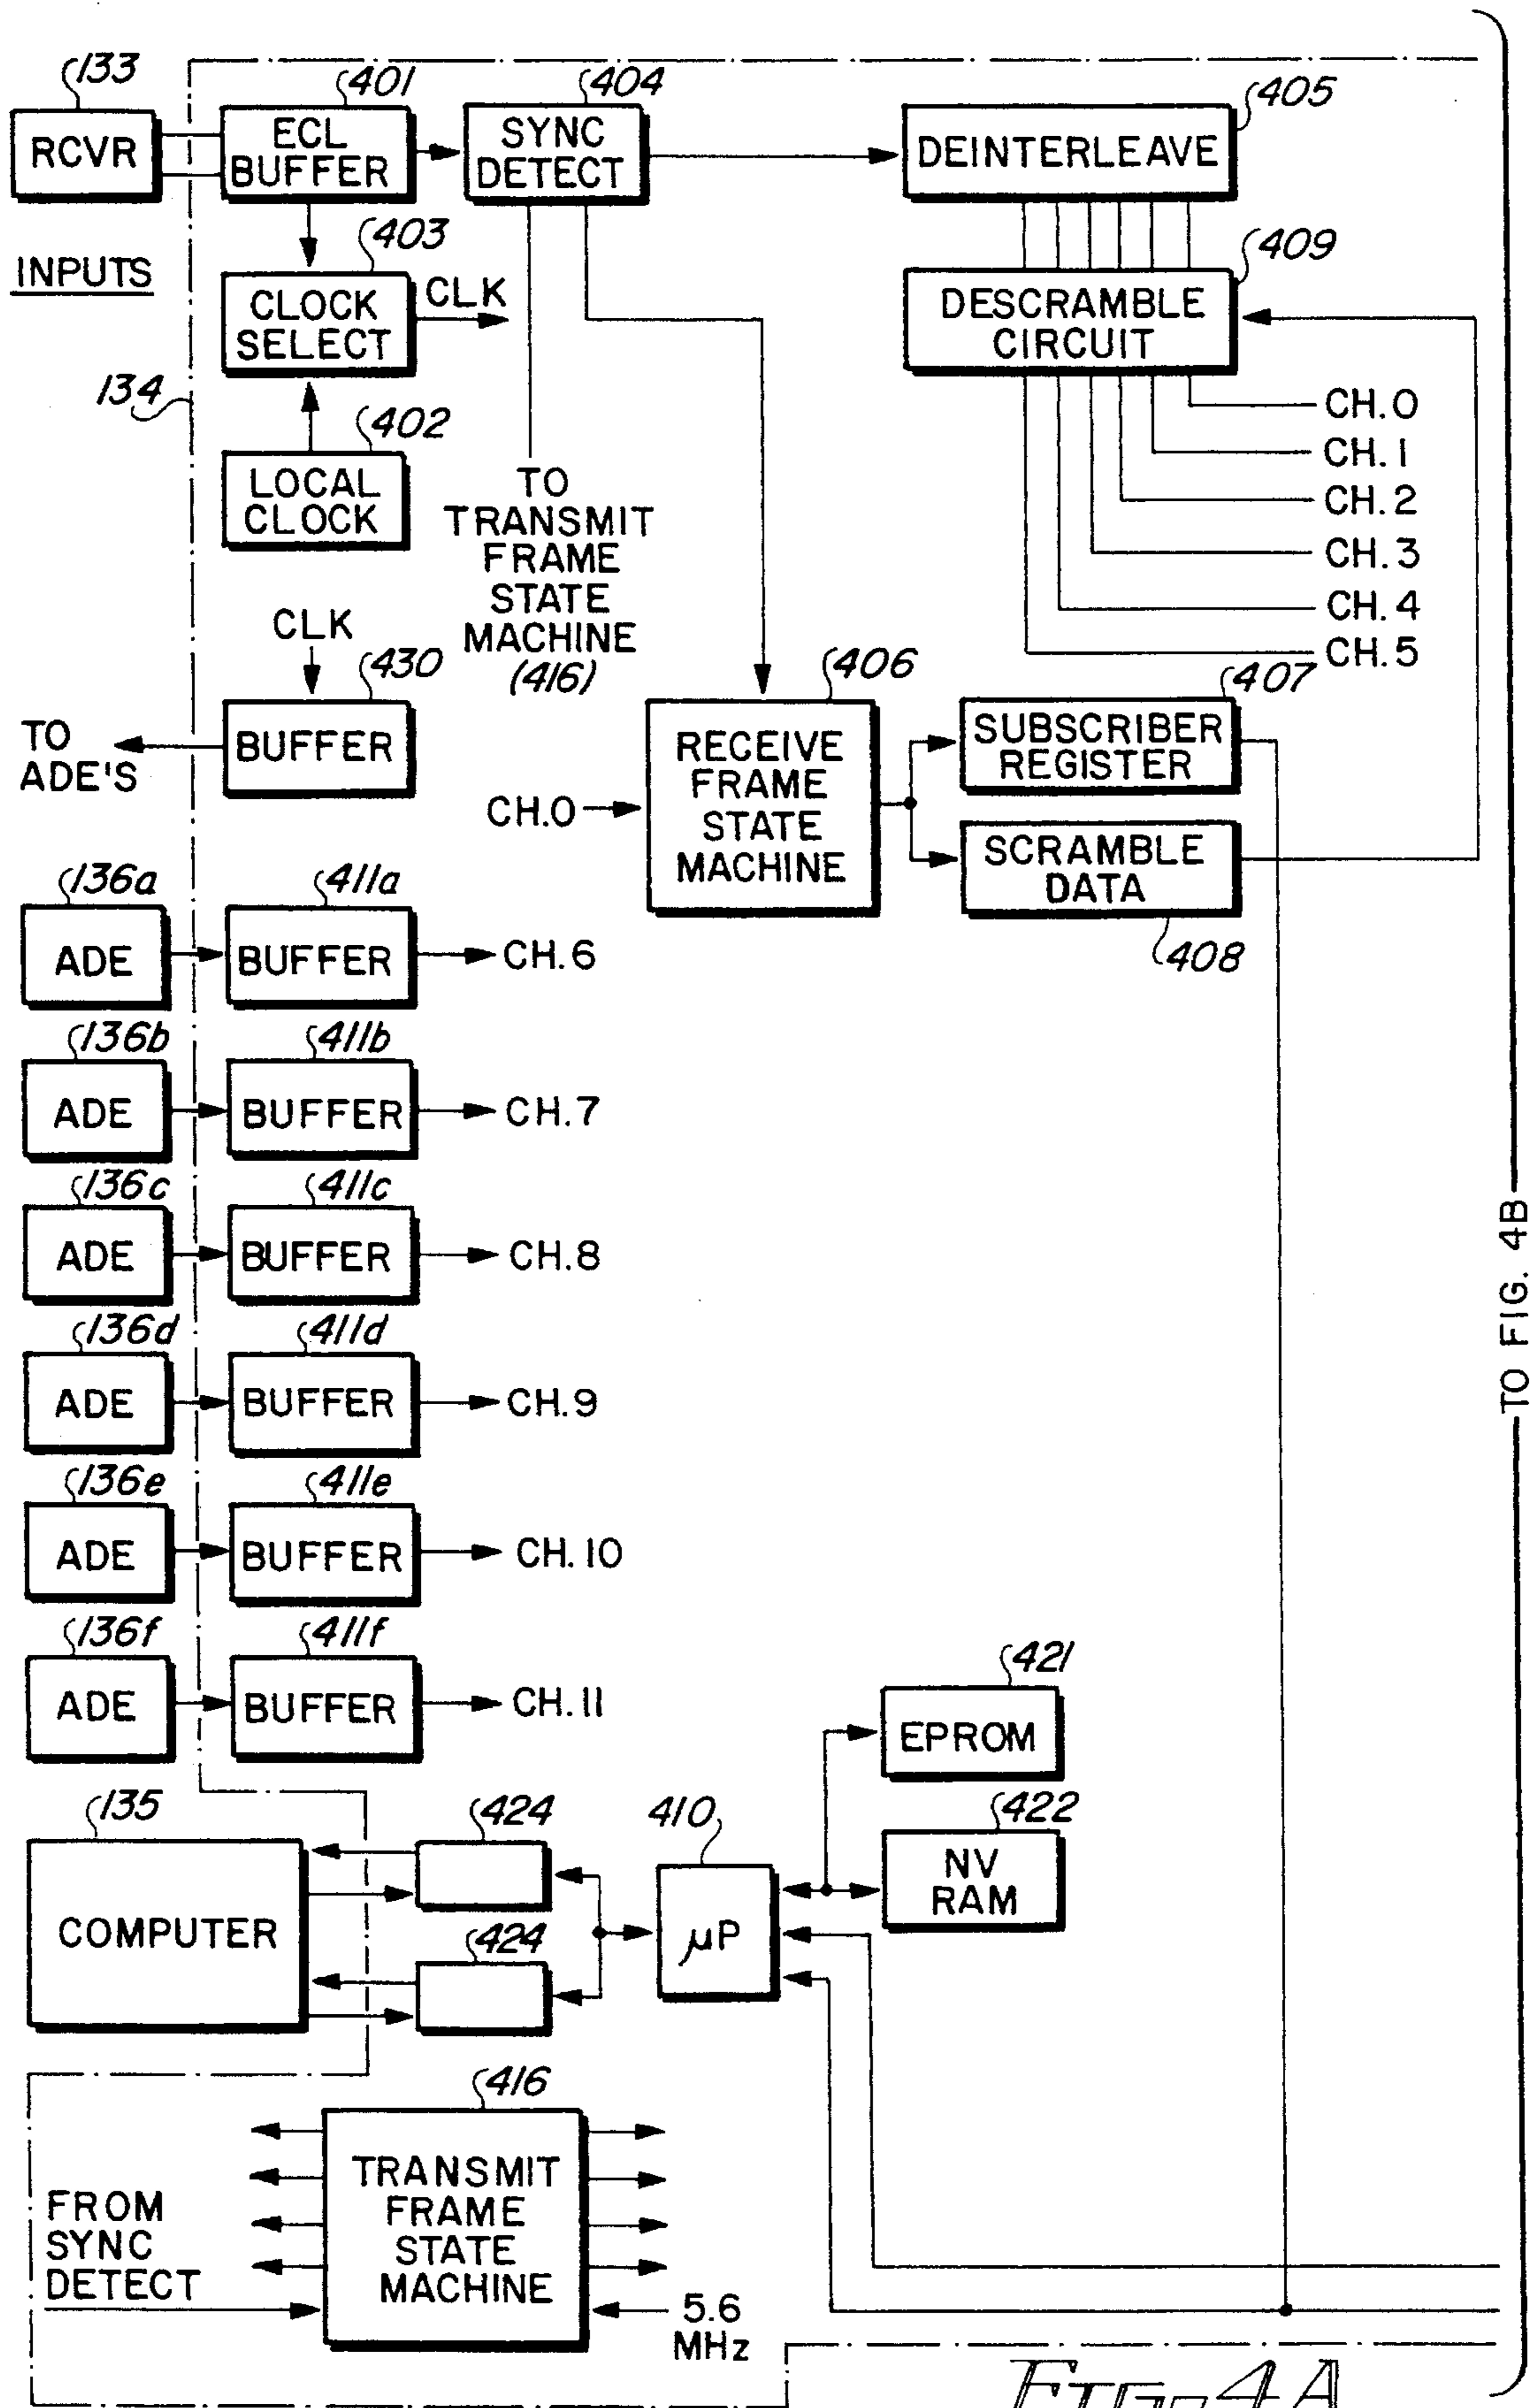 133
RCVR
INPUTS
134
401
ECL
BUFFER
403
CLOCK
SELECT
CLK
402
LOCAL
CLOCK
404
SYNC
DETECT
TO
TRANSMIT
FRAME
STATE
MACHINE
(416)
405
DEINTERLEAVE
409
DESCRAMBLE
CIRCUIT
CH. 0
CH. 1
CH. 2
CH. 3
CH. 4
CH. 5
CLK
430
BUFFER
TO
ADE'S
CH.0
406
RECEIVE
FRAME
STATE
MACHINE
407
SUBSCRIBER
REGISTER
SCRAMBLE
DATA
408
136a
ADE
411a
BUFFER
CH.6
136b
ADE
411b
BUFFER
CH.7
136c
ADE
411c
BUFFER
CH.8
136d
ADE
411d
BUFFER
CH.9
136e
ADE
411e
BUFFER
CH.10
136f
ADE
411f
BUFFER
CH.11
135
COMPUTER
424
424
410
μP
421
EPROM
422
NV
RAM
416
TRANSMIT
FRAME
STATE
MACHINE
FROM
SYNC
DETECT
5.6
MHz
TO FIG. 4B
FIG. 4A